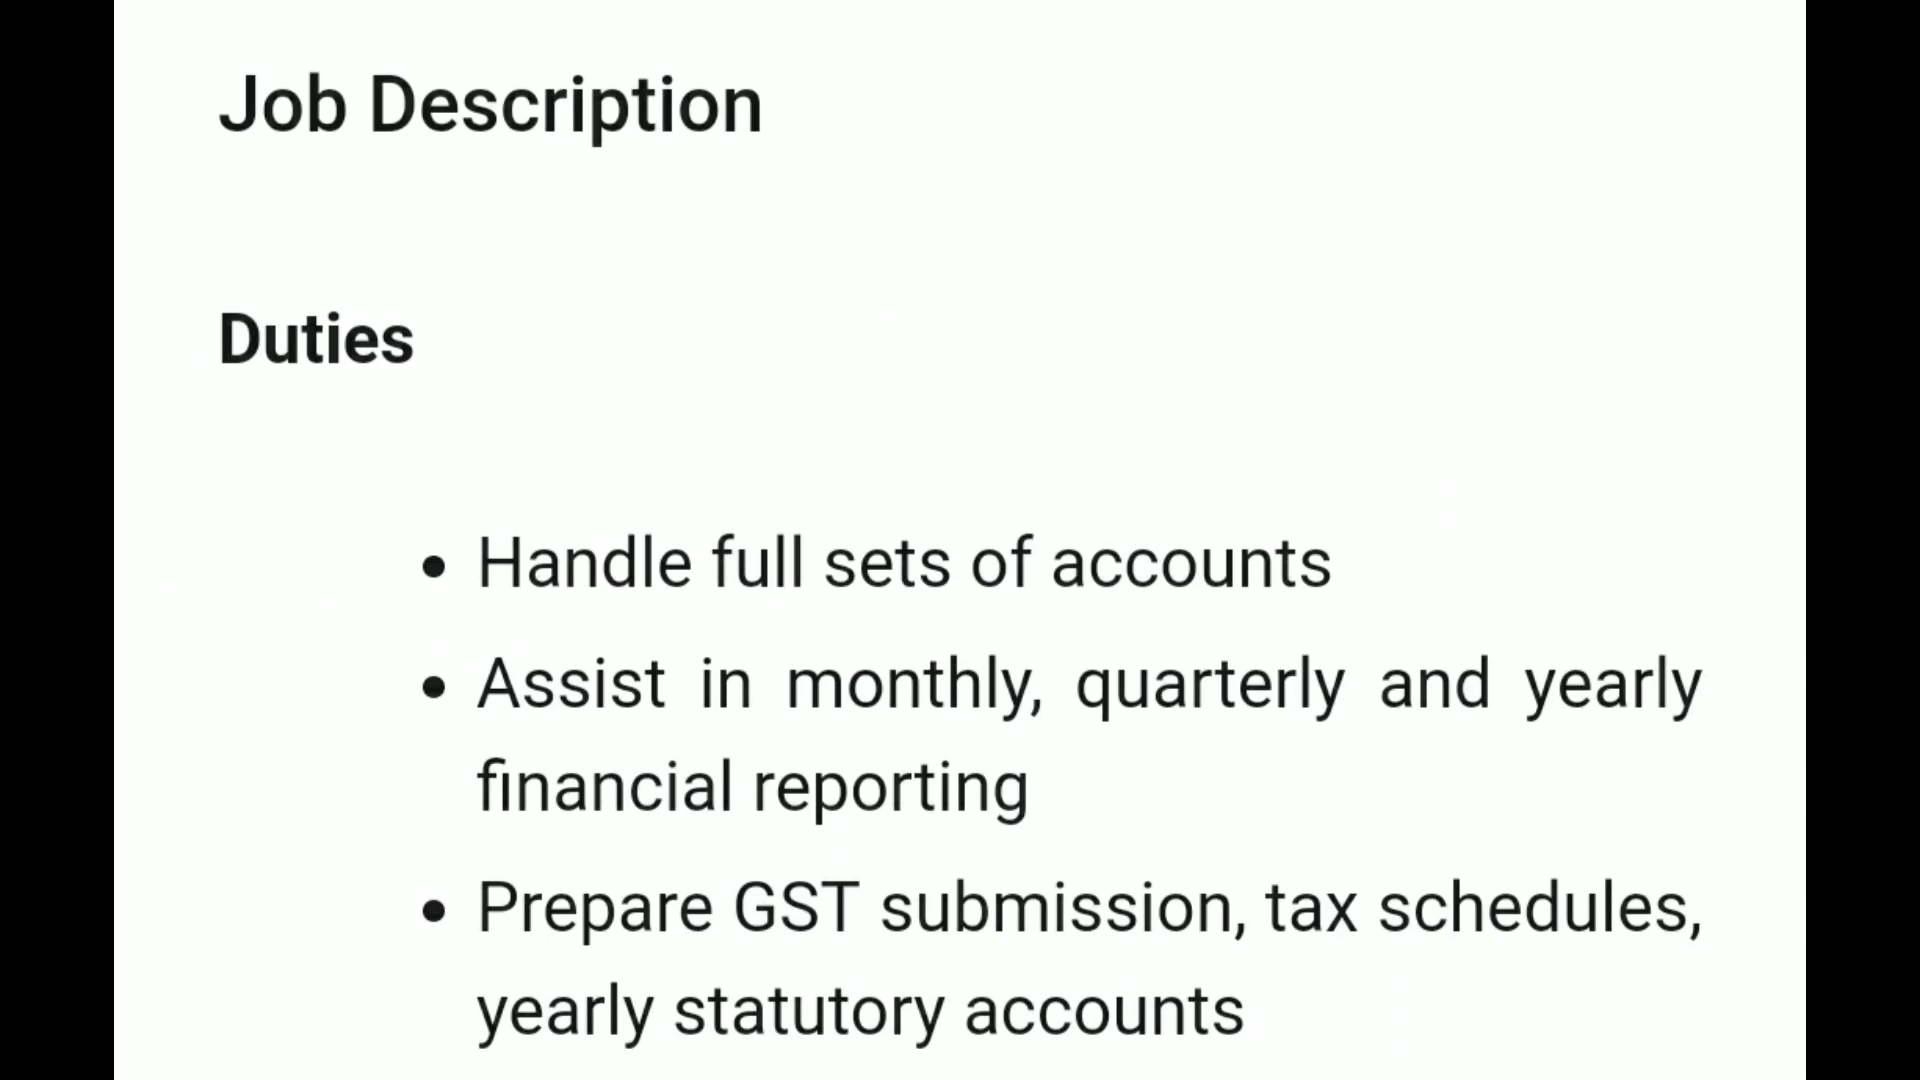 Job Description
Duties
• Handle full sets of accounts
• Assist in monthly, quarterly and yearly
financial reporting
• Prepare GST submission, tax schedules,
yearly statutory accounts